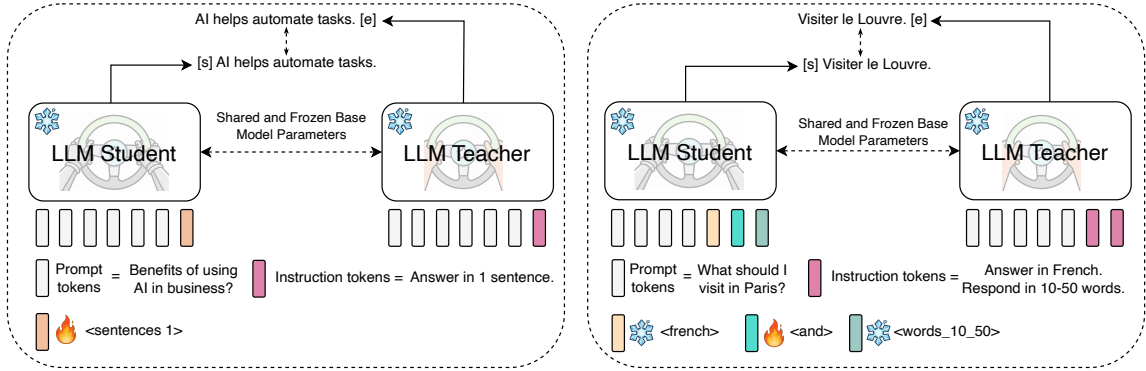 AI helps automate tasks. [e]
[s] AI helps automate tasks.
Shared and Frozen Base
Model Parameters
LLM Student
LLM Teacher
Prompt
tokens
=
Benefits of using
AI in business?
Instruction tokens = Answer in 1 sentence.
<sentences 1>
Visiter le Louvre. [e]
[s] Visiter le Louvre.
Shared and Frozen Base
Model Parameters
LLM Student
LLM Teacher
Prompt
tokens
=
What should I
visit in Paris?
Instruction tokens =
Answer in French.
Respond in 10-50 words.
<french>
<and>
<words_10_50>